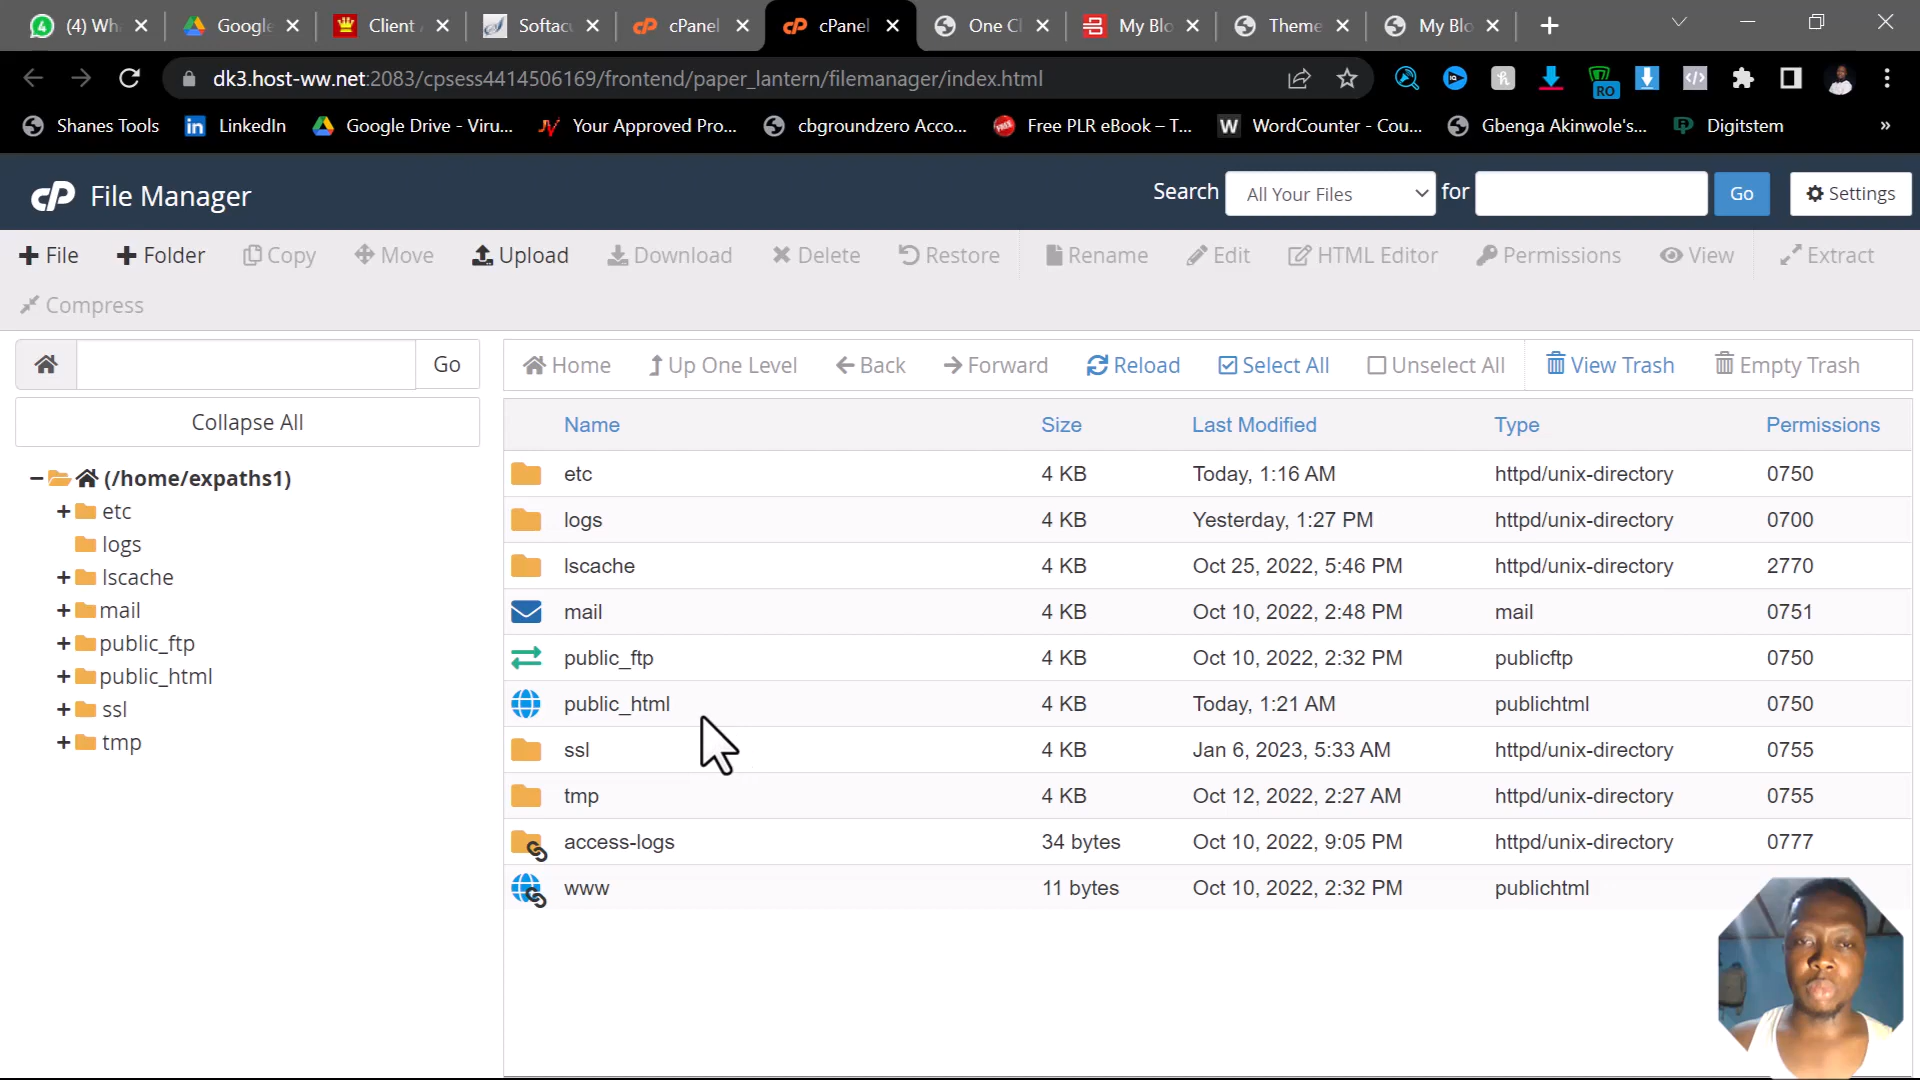 (4) Wh
Google
Client
Softacu
cPanel
cPanel
One Cl
My Blo
Theme
My Blo
dk3.host-ww.net:2083/cpsess4414506169/frontend/paper_lantern/filemanager/index.html
RO
Shanes Tools
LinkedIn
Google Drive - Viru...
Your Approved Pro...
cbgroundzero Acco...
Free PLR eBook – T...
WordCounter - Cou...
Gbenga Akinwole's...
Digitstem
»
cP File Manager
Search
All Your Files
for
Go
Settings
File
Folder
Copy
Move
Upload
Download
Delete
Restore
Rename
Edit
HTML Editor
Permissions
View
Extract
Compress
Go
Home
Up One Level
Back
Forward
Reload
Select All
Unselect All
View Trash
Empty Trash
Collapse All
(/home/expaths1)
etc
logs
lscache
mail
public_ftp
public_html
ssl
tmp
Name Size Last Modified Type Permissions
etc 4 KB Today, 1:16 AM httpd/unix-directory 0750
logs 4 KB Yesterday, 1:27 PM httpd/unix-directory 0700
lscache 4 KB Oct 25, 2022, 5:46 PM httpd/unix-directory 2770
mail 4 KB Oct 10, 2022, 2:48 PM mail 0751
public_ftp 4 KB Oct 10, 2022, 2:32 PM publicftp 0750
public_html 4 KB Today, 1:21 AM publichtml 0750
ssl 4 KB Jan 6, 2023, 5:33 AM httpd/unix-directory 0755
tmp 4 KB Oct 12, 2022, 2:27 AM httpd/unix-directory 0755
access-logs 34 bytes Oct 10, 2022, 9:05 PM httpd/unix-directory 0777
www 11 bytes Oct 10, 2022, 2:32 PM publichtml